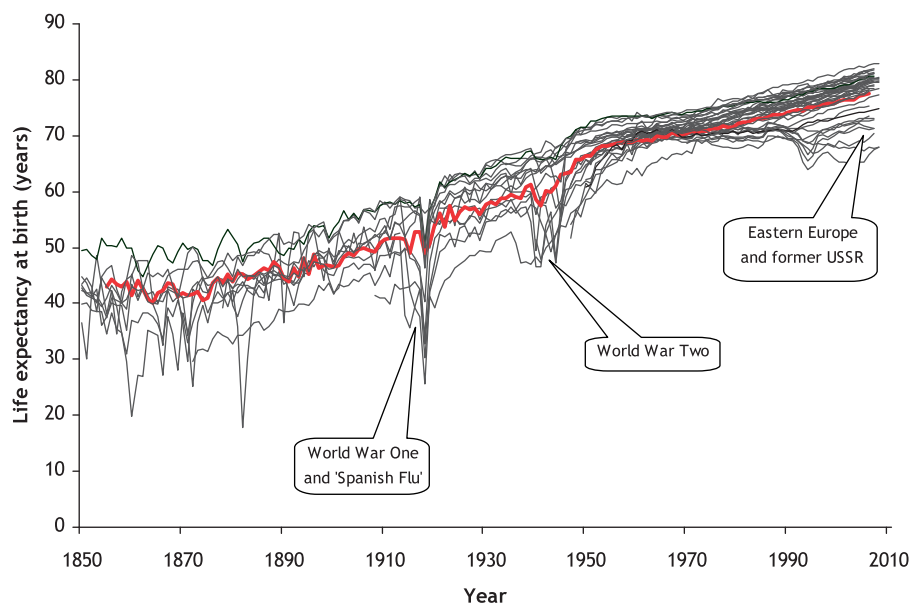 90
80
70
60
50
40
30
20
10
0
Life expectancy at birth (years)
Eastern Europe
and former USSR
World War Two
World War One
and 'Spanish Flu'
1850 1870 1890 1910 1930 1950 1970 1990 2010
Year